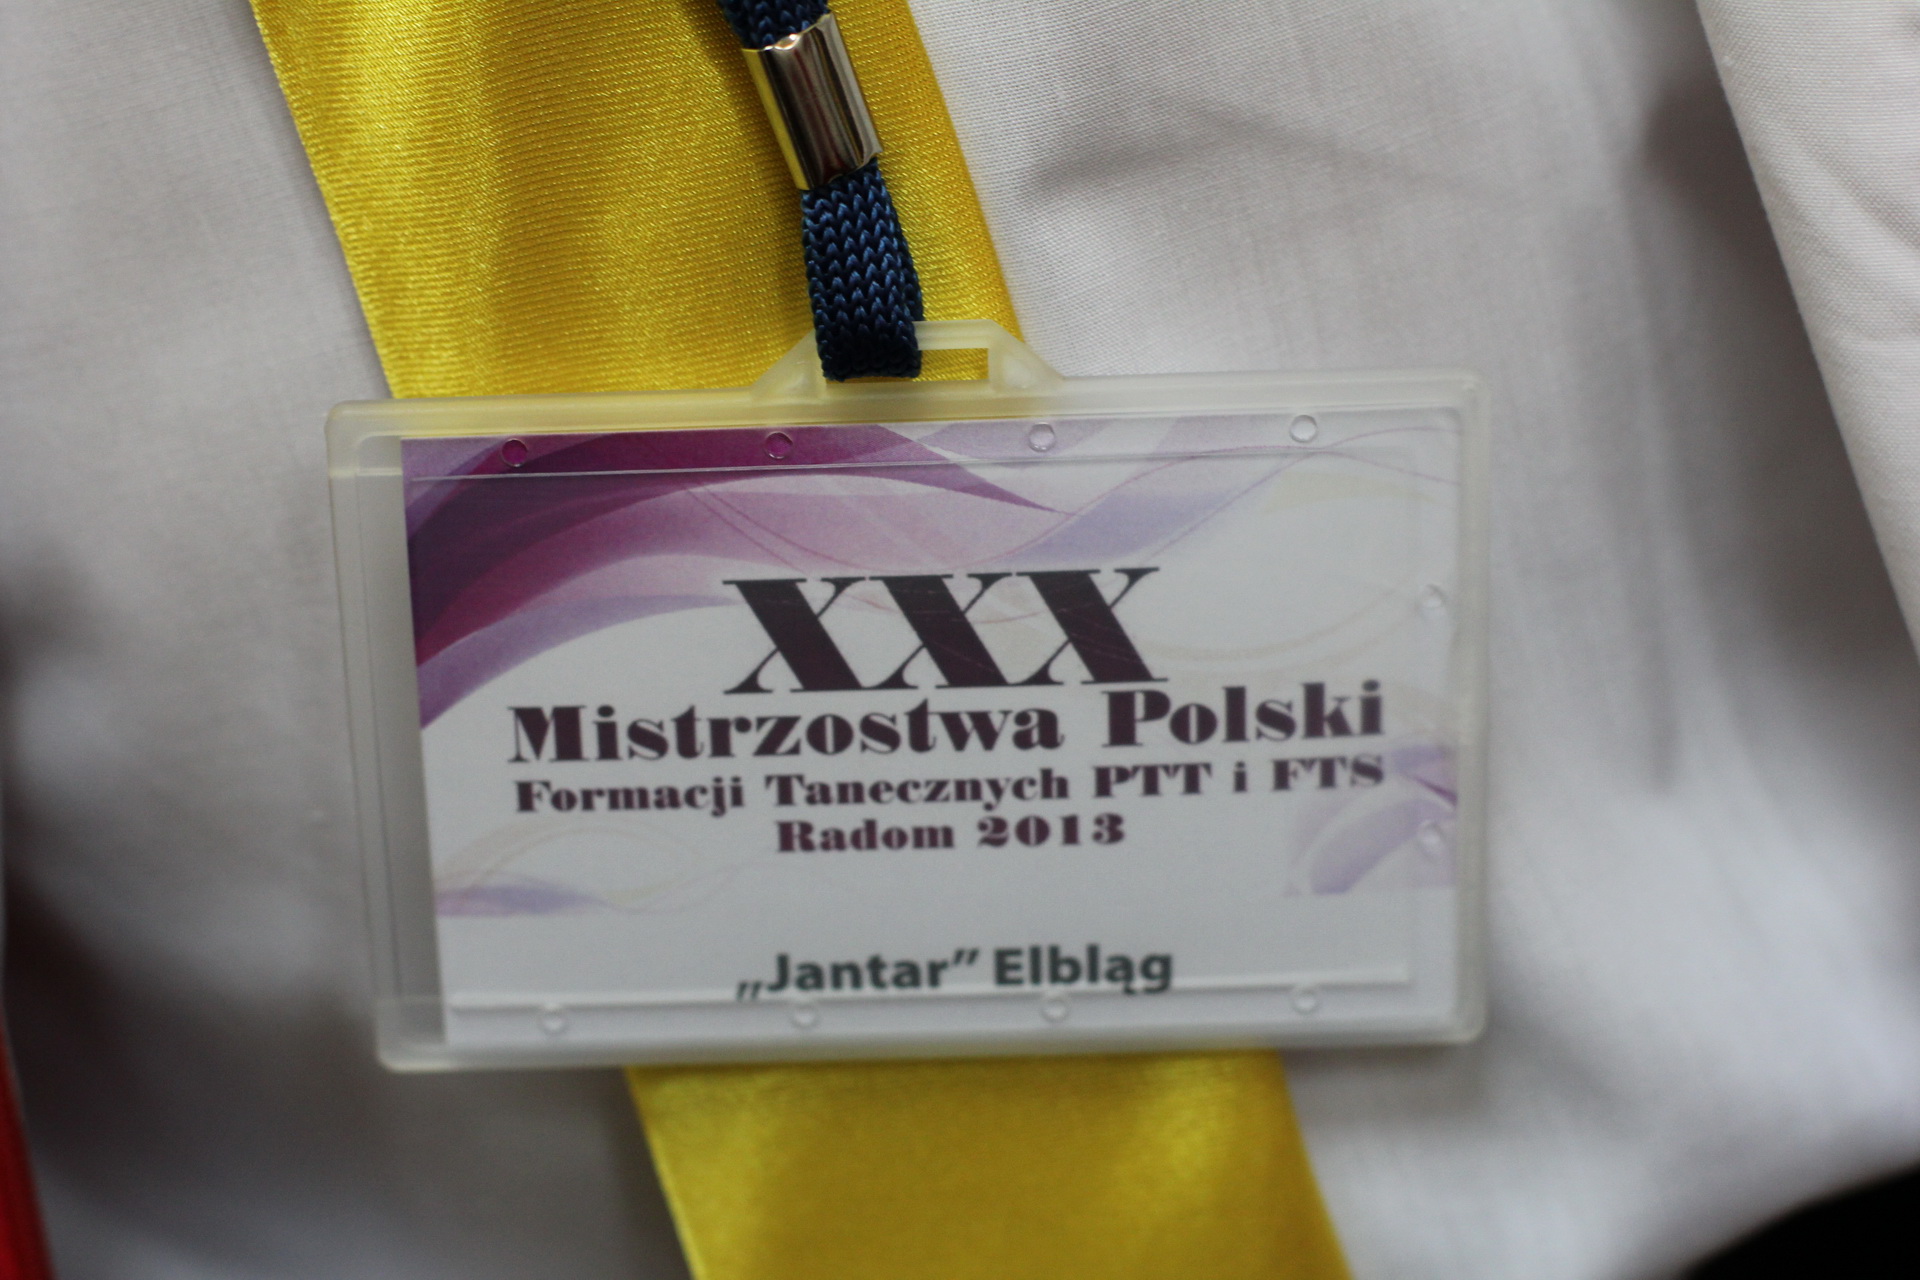 XXX
Mistrzostwa Polski
Formacji Tanecznych PTT i FTS
Radom 2013
„Jantar” Elbląg